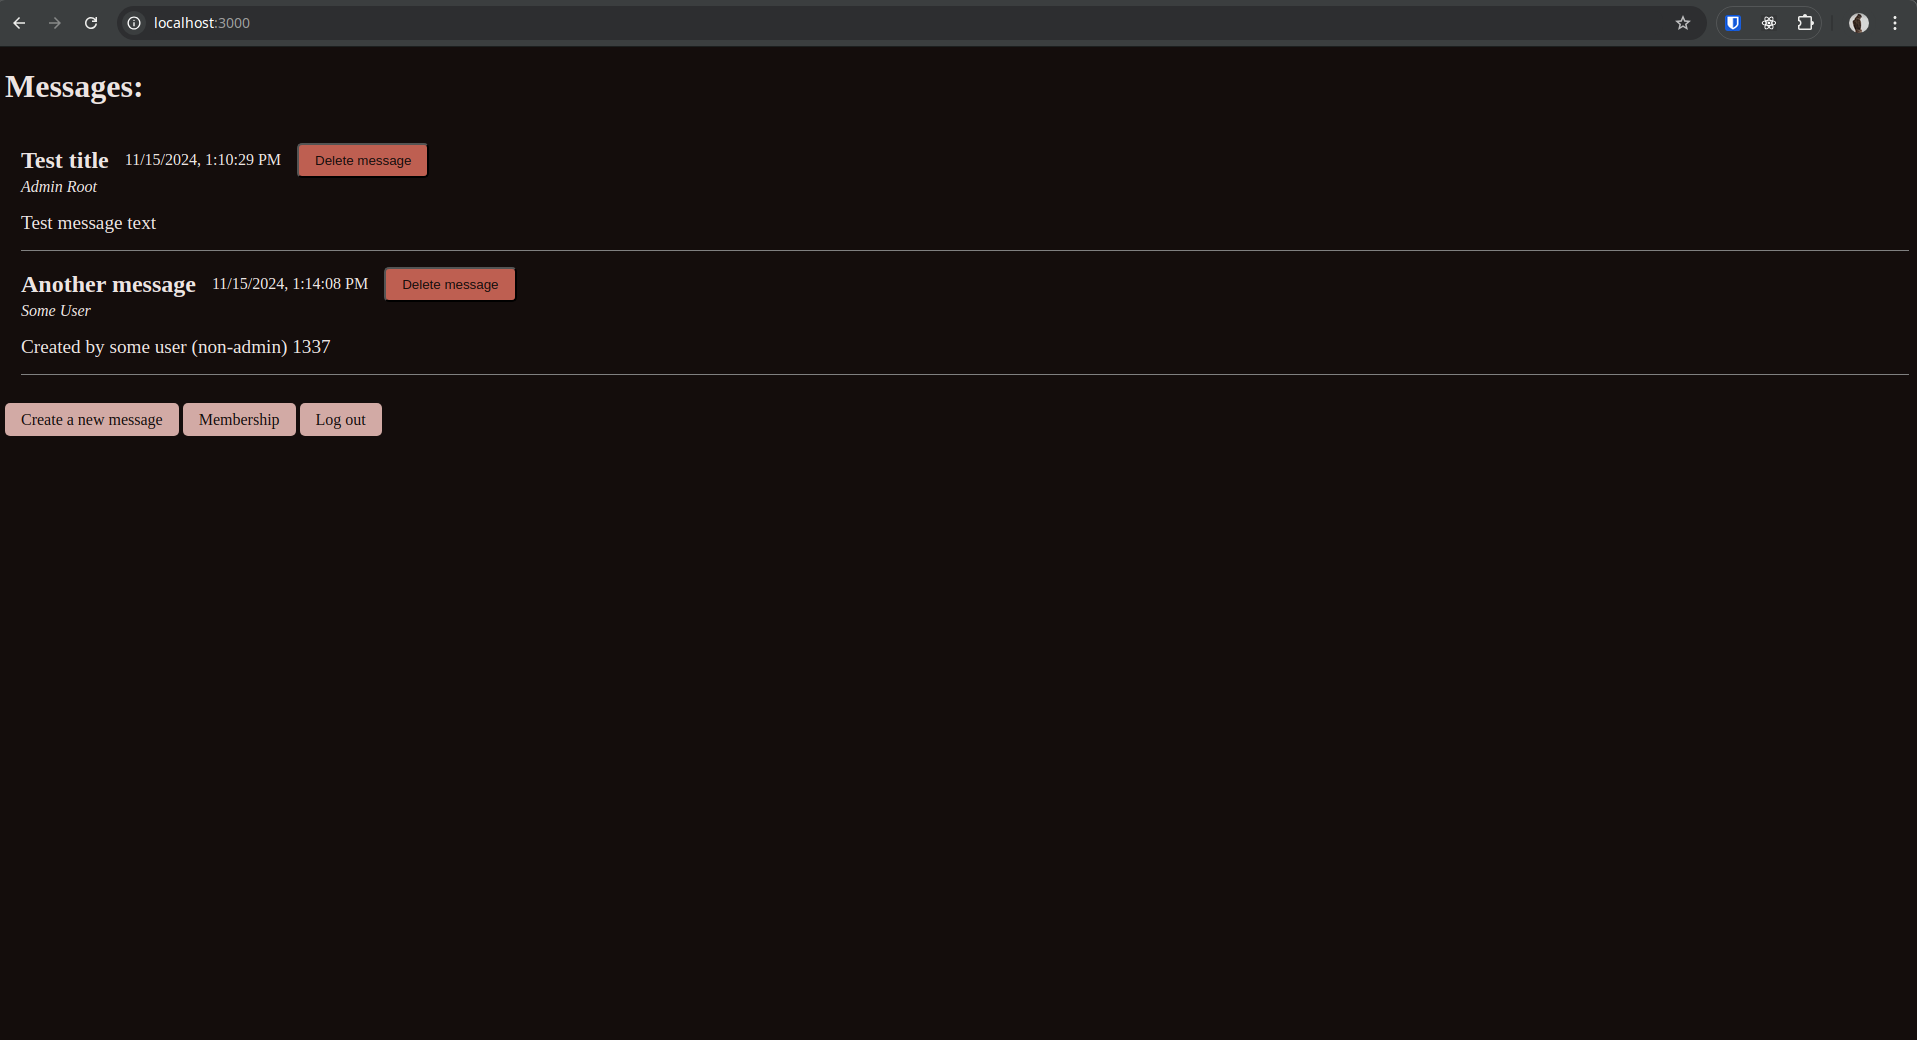 localhost:3000
Messages:
Test title 11/15/2024, 1:10:29 PM Delete message
Admin Root
Test message text
Another message 11/15/2024, 1:14:08 PM Delete message
Some User
Created by some user (non-admin) 1337
Create a new message Membership Log out